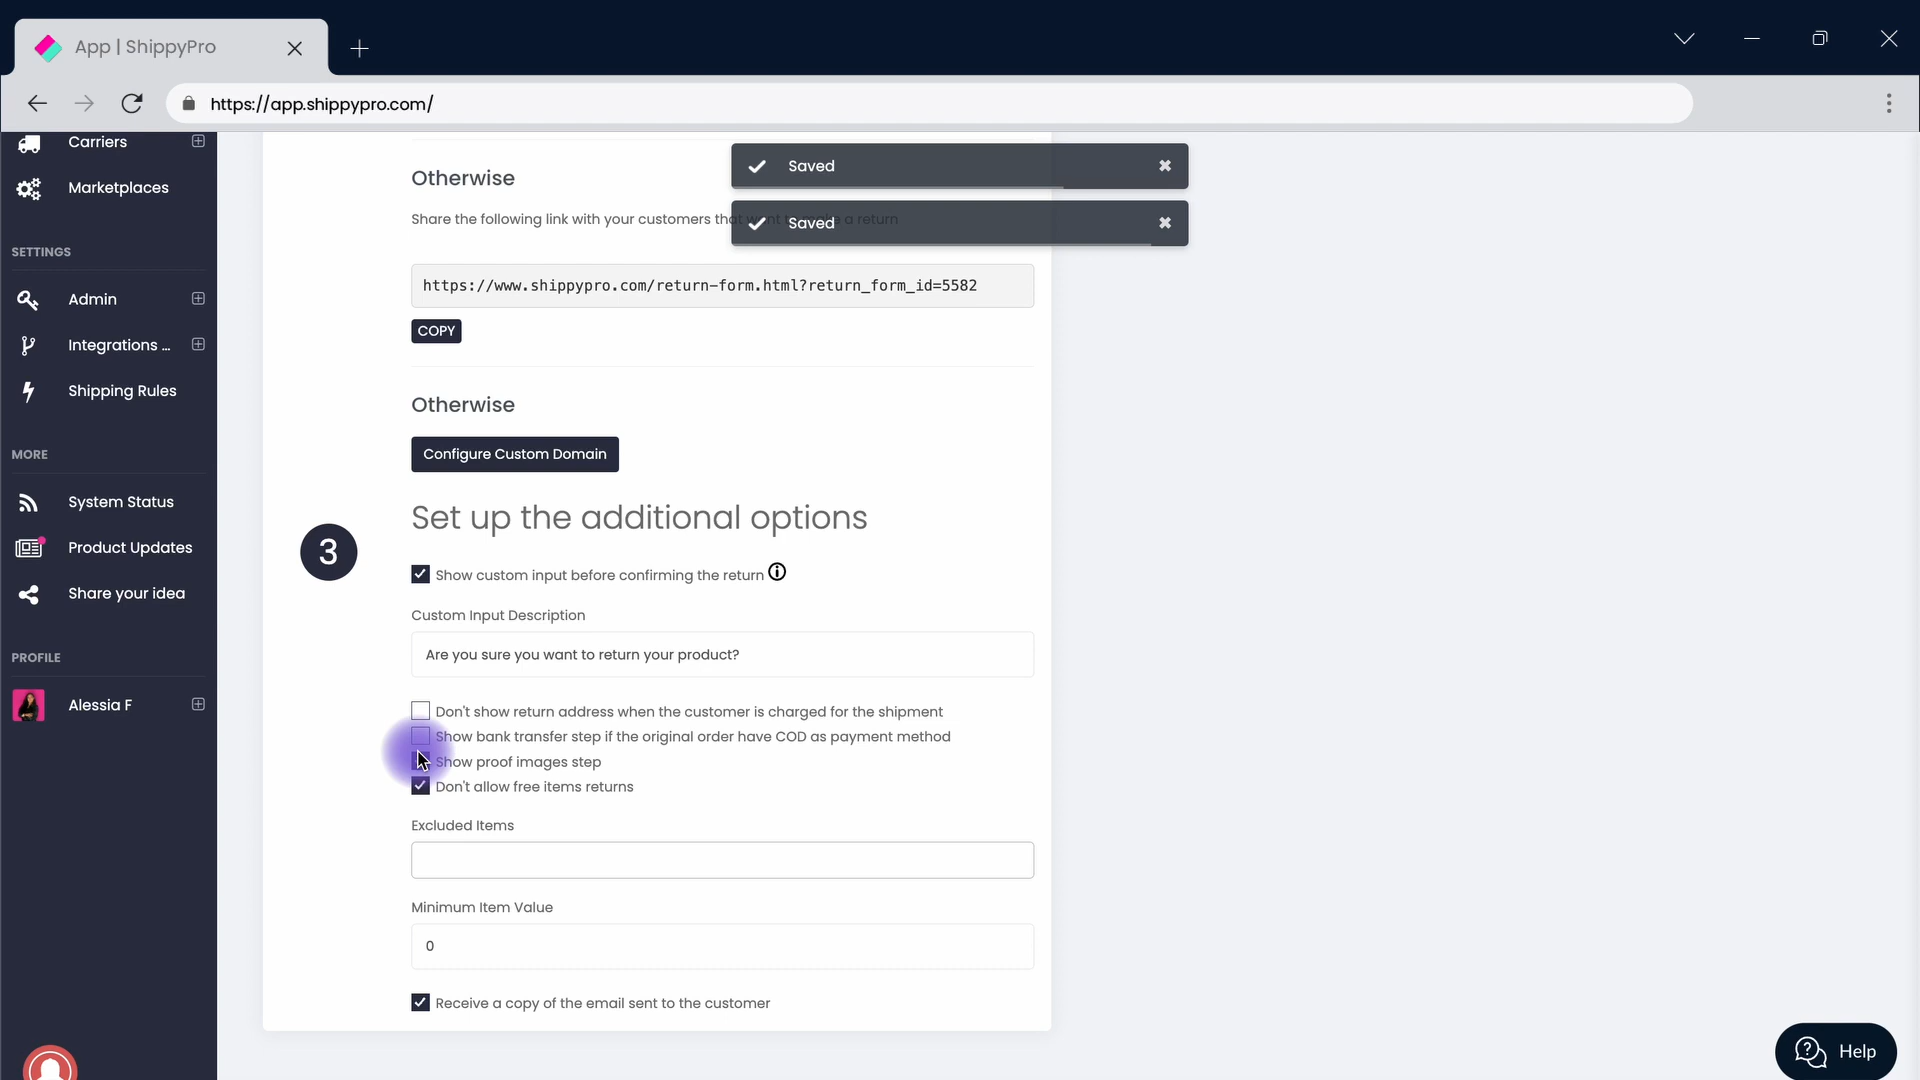 App | ShippyPro
https://app.shippypro.com/
Carriers
Marketplaces
SETTINGS
Admin
Integrations ...
Shipping Rules
MORE
System Status
Product Updates
Share your idea
PROFILE
Alessia F
Saved
Saved
Otherwise
Share the following link with your customers that want to make a return
https://www.shippypro.com/return-form.html?return_form_id=5582
COPY
Otherwise
Configure Custom Domain
3
Set up the additional options
Show custom input before confirming the return
Custom Input Description
Are you sure you want to return your product?
Don't show return address when the customer is charged for the shipment
Show bank transfer step if the original order have COD as payment method
Show proof images step
Don't allow free items returns
Excluded Items
Minimum Item Value
0
Receive a copy of the email sent to the customer
Help